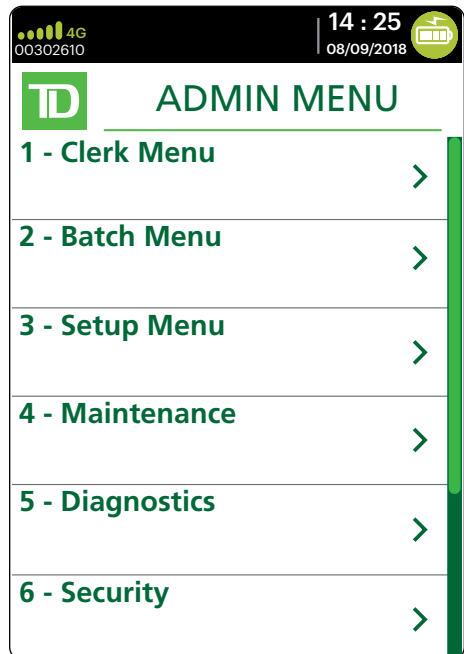 4G
14 : 25
00302610
08/09/2018
TD
ADMIN MENU
1 - Clerk Menu
2 - Batch Menu
3 - Setup Menu
4 - Maintenance
5 - Diagnostics
6 - Security